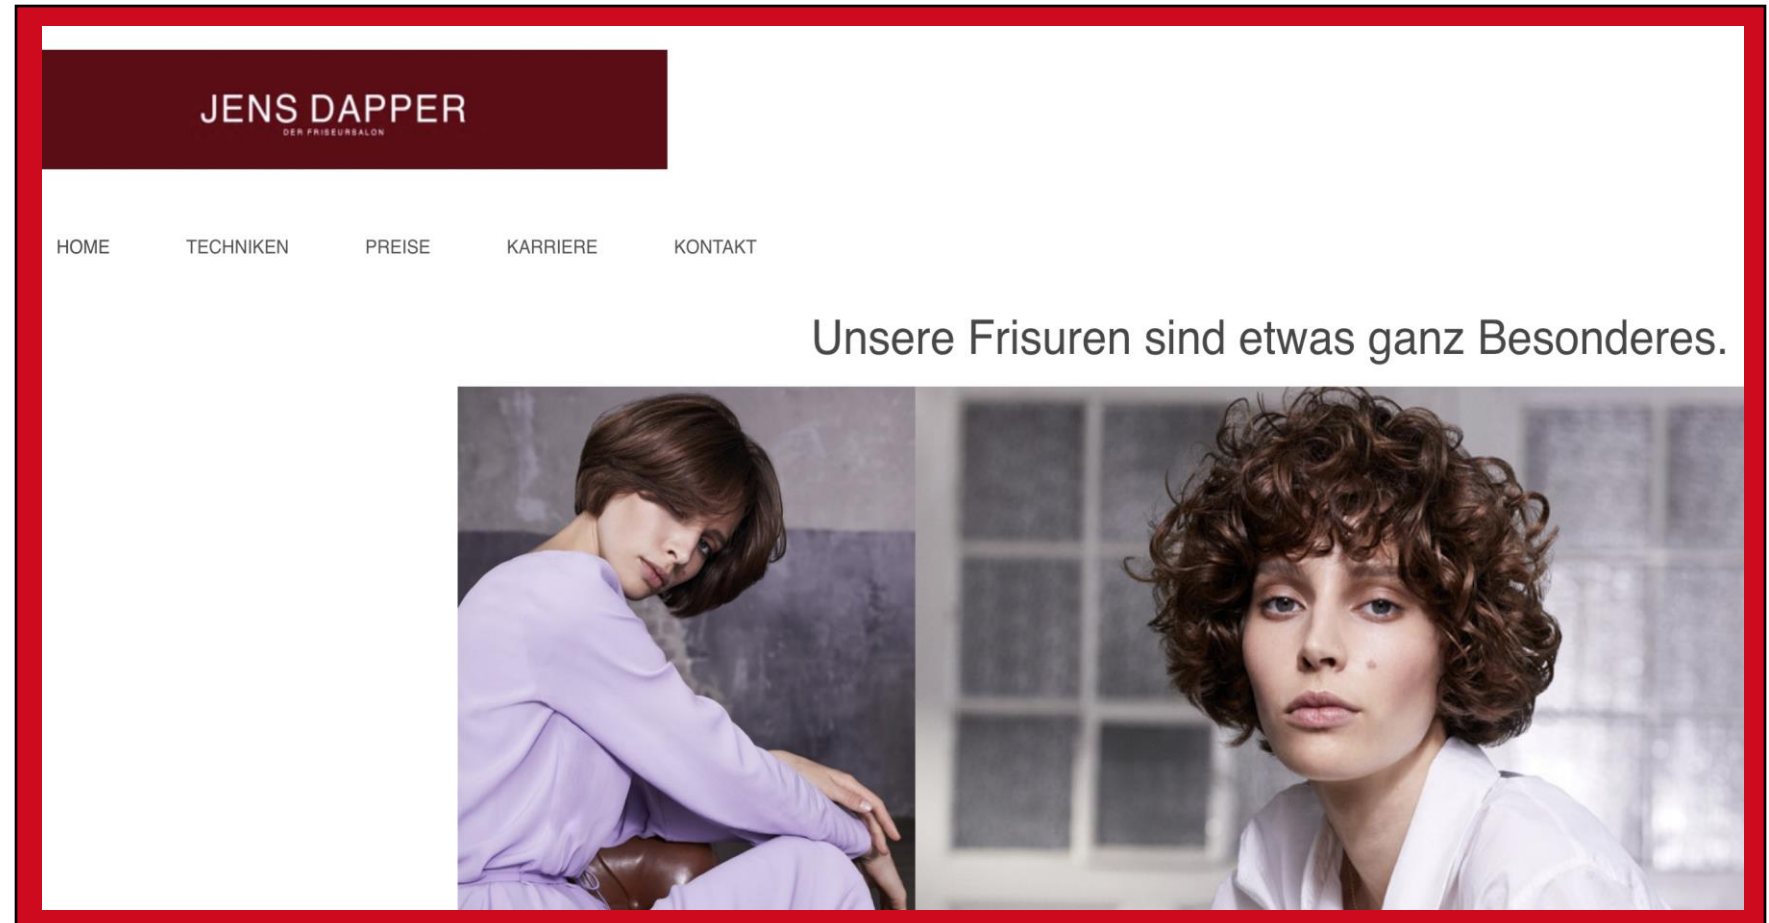 JENS DAPPER
DER FRISEURSALON
HOME TECHNIKEN PREISE KARRIERE KONTAKT
Unsere Frisuren sind etwas ganz Besonderes.